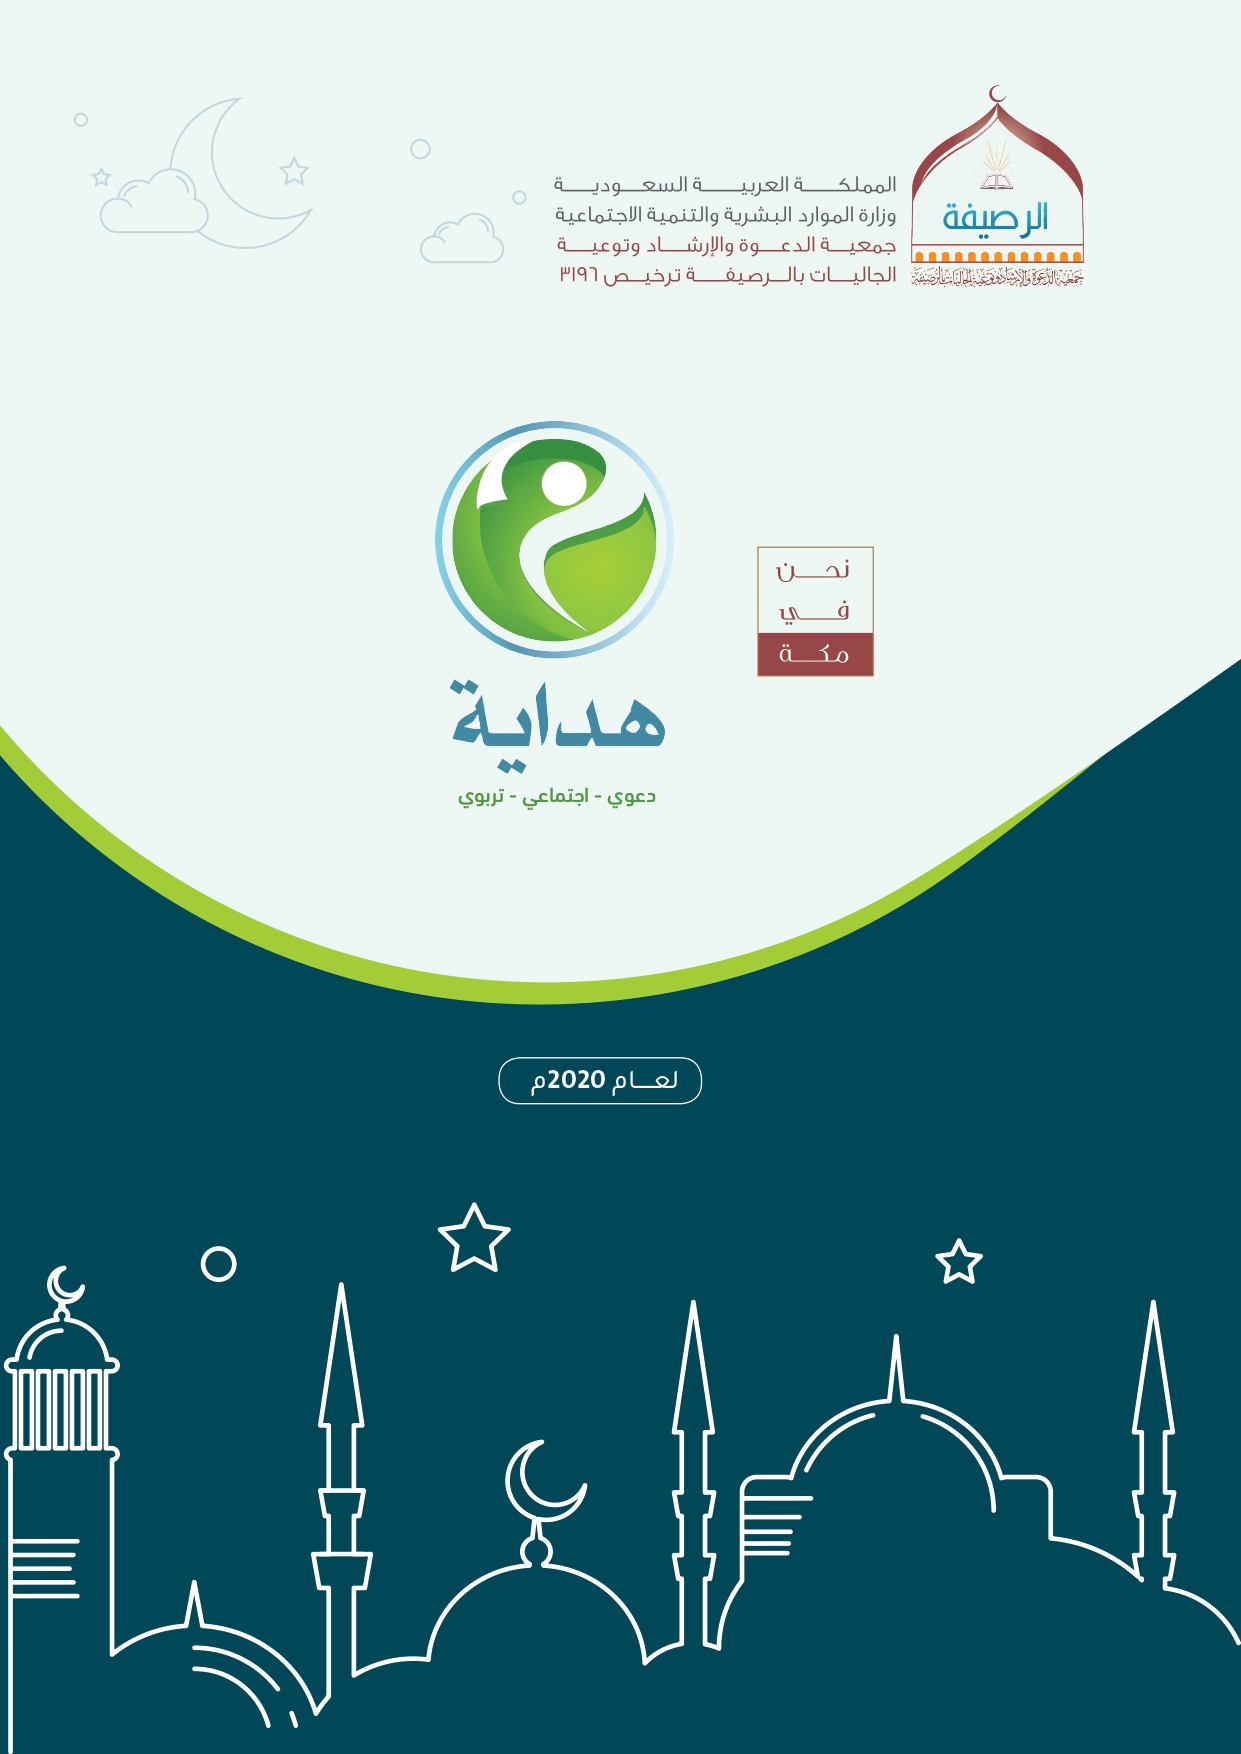 المملكة العربية السعودية
وزارة الموارد البشرية والتنمية الاجتماعية
جمعية الدعوة والإرشاد وتوعية
الجاليات بالرصيفة ترخيص ٣١٩٦
الرصيفة
جمعية الدعوة والإرشاد وتوعية الجاليات بالرصيفة
نحن
في
مكة
هداية
دعوي - اجتماعي - تربوي
لعام 2020م